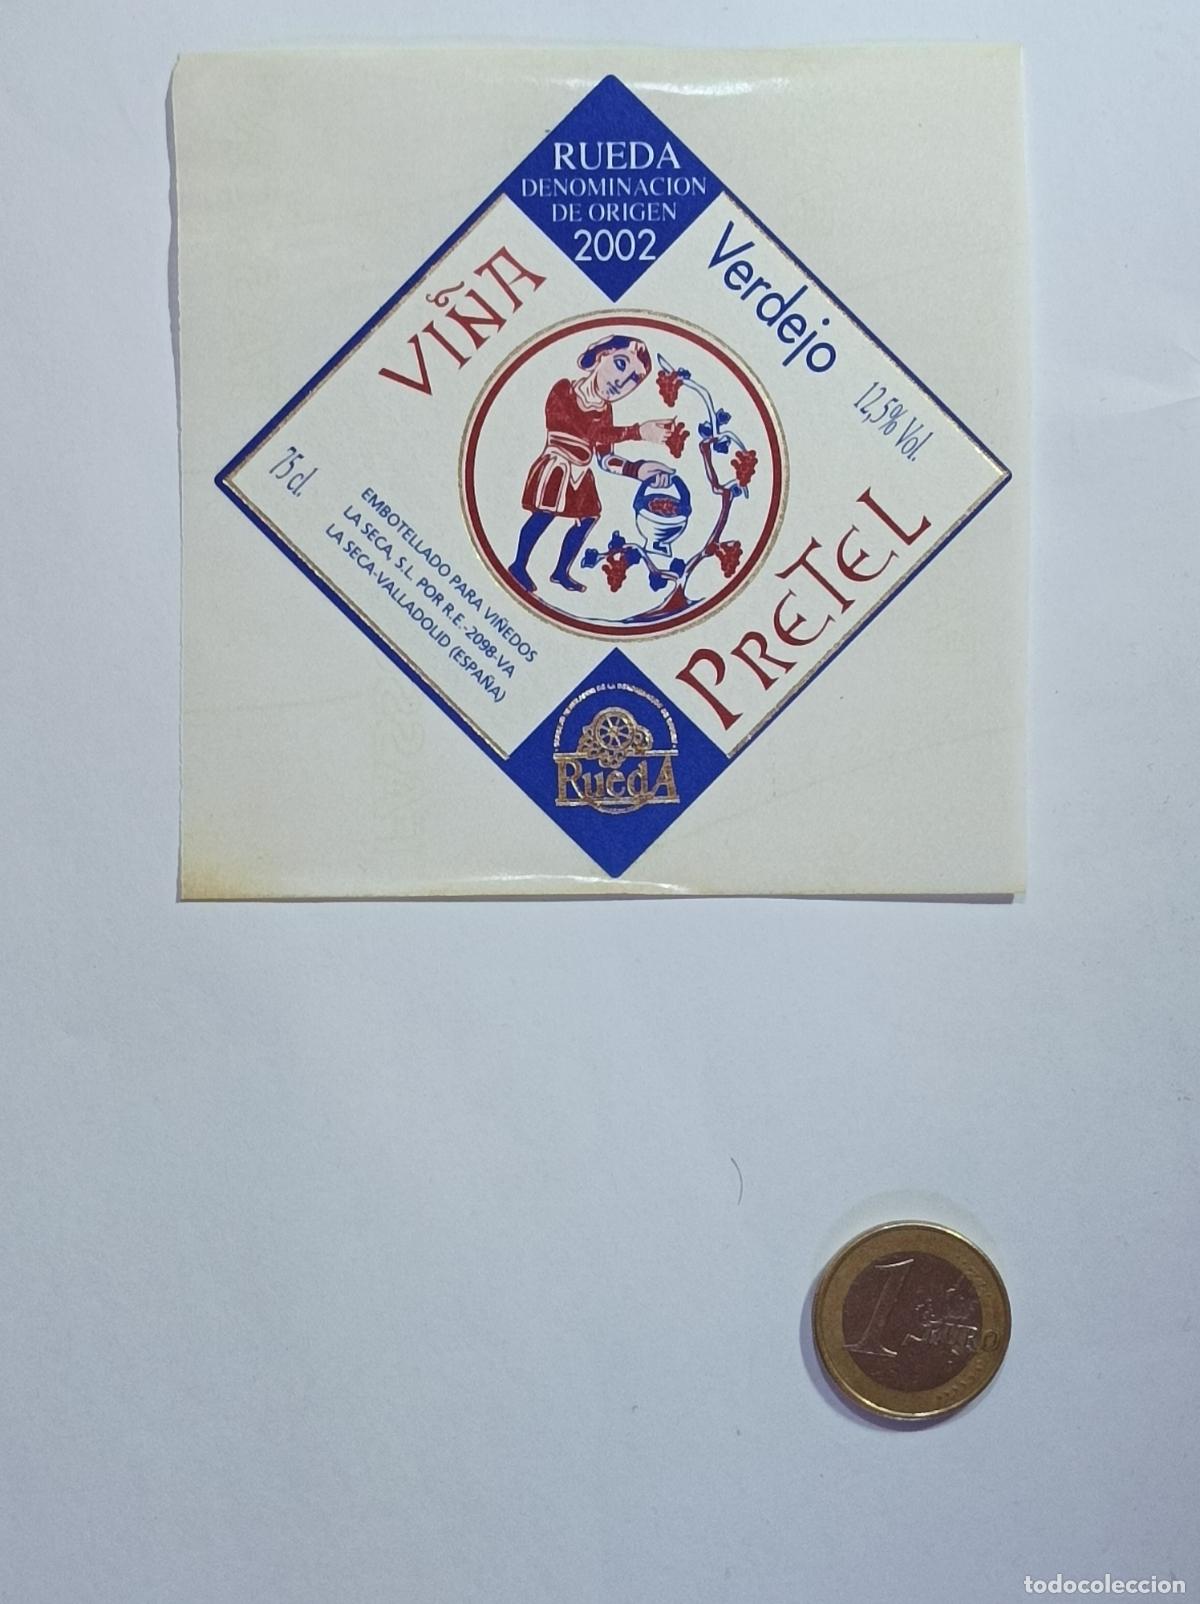 RUEDA
DENOMINACION
DE ORIGEN
2002
VIÑA
Verdejo
12,5% Vol.
75 cl.
EMBOTELLADO PARA VIÑEDOS
LA SECA, S.L. POR R.E.-2098-VA
LA SECA-VALLADOLID (ESPAÑA)
PRETEL
RuedA
1
EURO
todocoleccion